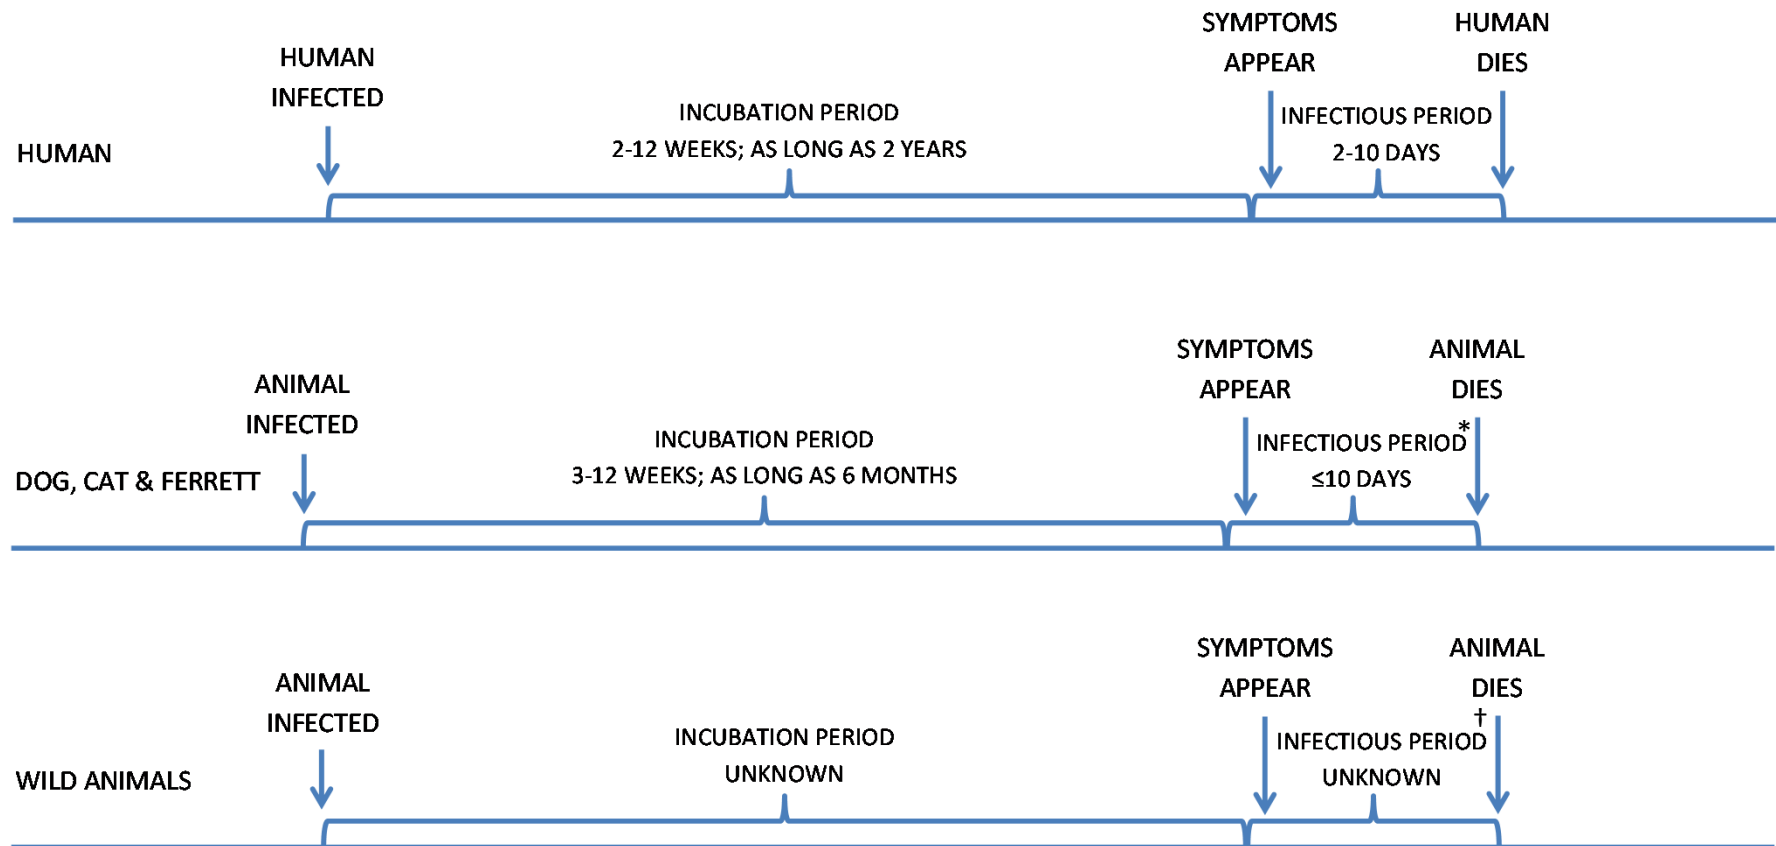 HUMAN
HUMAN
INFECTED
INCUBATION PERIOD
2-12 WEEKS; AS LONG AS 2 YEARS
SYMPTOMS
APPEAR
INFECTIOUS PERIOD
2-10 DAYS
HUMAN
DIES
DOG, CAT & FERRETT
ANIMAL
INFECTED
INCUBATION PERIOD
3-12 WEEKS; AS LONG AS 6 MONTHS
SYMPTOMS
APPEAR
INFECTIOUS PERIOD*
≤10 DAYS
ANIMAL
DIES
WILD ANIMALS
ANIMAL
INFECTED
INCUBATION PERIOD
UNKNOWN
SYMPTOMS
APPEAR
INFECTIOUS PERIOD†
UNKNOWN
ANIMAL
DIES